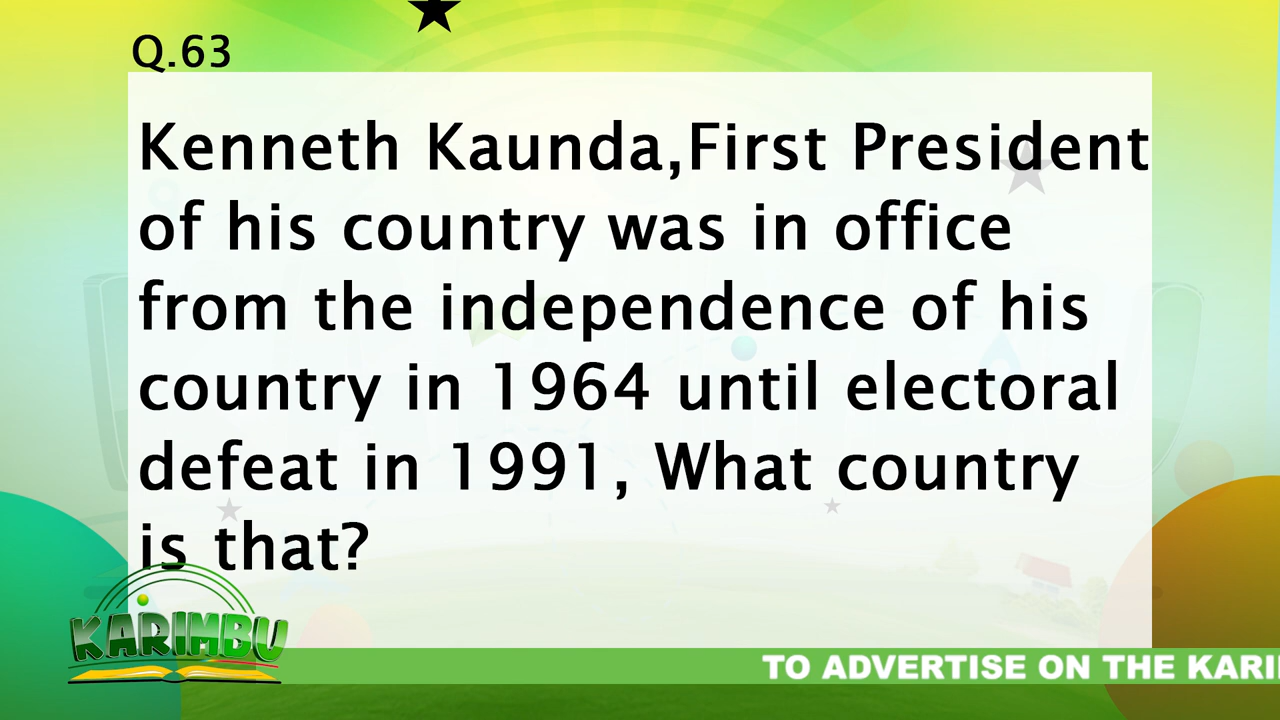 Q.63
Kenneth Kaunda,First President
of his country was in office
from the independence of his
country in 1964 until electoral
defeat in 1991, What country
is that?
KARIMBU
TO ADVERTISE ON THE KARI